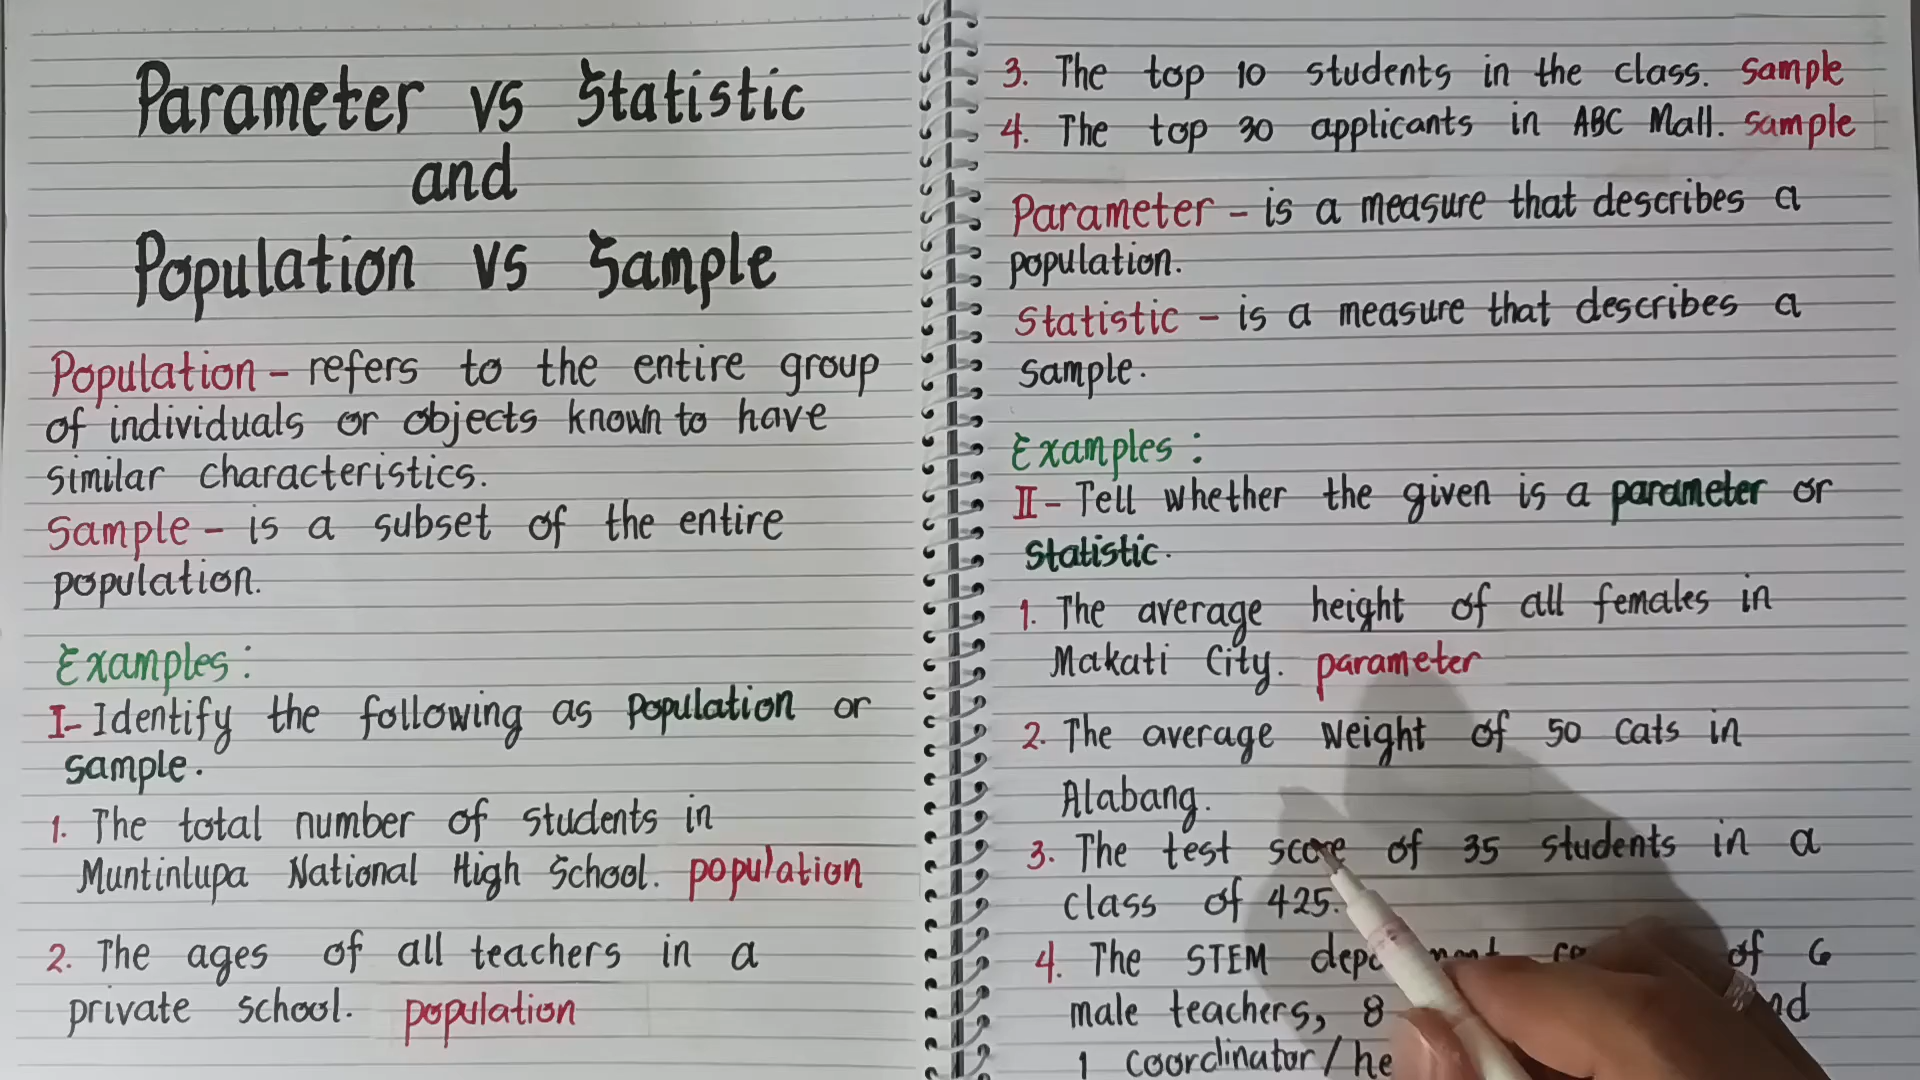 Parameter vs Statistic
and
Population vs Sample
Population - refers to the entire group
of individuals or objects known to have
similar characteristics.
Sample - is a subset of the entire
population.
Examples:
I- Identify the following as population or
sample.
1. The total number of students in
Muntinlupa National High School. population
2. The ages of all teachers in a
private school. population
3. The top 10 students in the class. sample
4. The top 30 applicants in ABC Mall. sample
Parameter - is a measure that describes a
population.
Statistic - is a measure that describes a
sample.
Examples:
II- Tell whether the given is a parameter or
statistic.
1. The average height of all females in
Makati City. parameter
2. The average weight of 50 cats in
Alabang.
3. The test score of 35 students in a
class of 425.
4. The STEM of 6
male teachers, 8
1 coordinator/